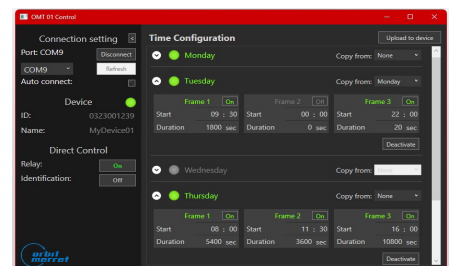 OMT 01 Control
Connection setting <
Port: COM9 Disconnect
COM9 Refresh
Auto connect:
Device
ID: 0323001239
Name: MyDevice01
Direct Control
Relay: On
Identification: Off
orbit
merret
Time Configuration Upload to device
Monday Copy from: None
Tuesday Copy from: Monday
Frame 1 On Frame 2 Off Frame 3 On
Start 09 : 30 Start 00 : 00 Start 22 : 00
Duration 1800 sec Duration 0 sec Duration 20 sec
Deactivate
Wednesday Copy from:
Thursday Copy from: None
Frame 1 On Frame 2 On Frame 3 On
Start 08 : 00 Start 11 : 30 Start 16 : 00
Duration 5400 sec Duration 3600 sec Duration 10800 sec
Deactivate